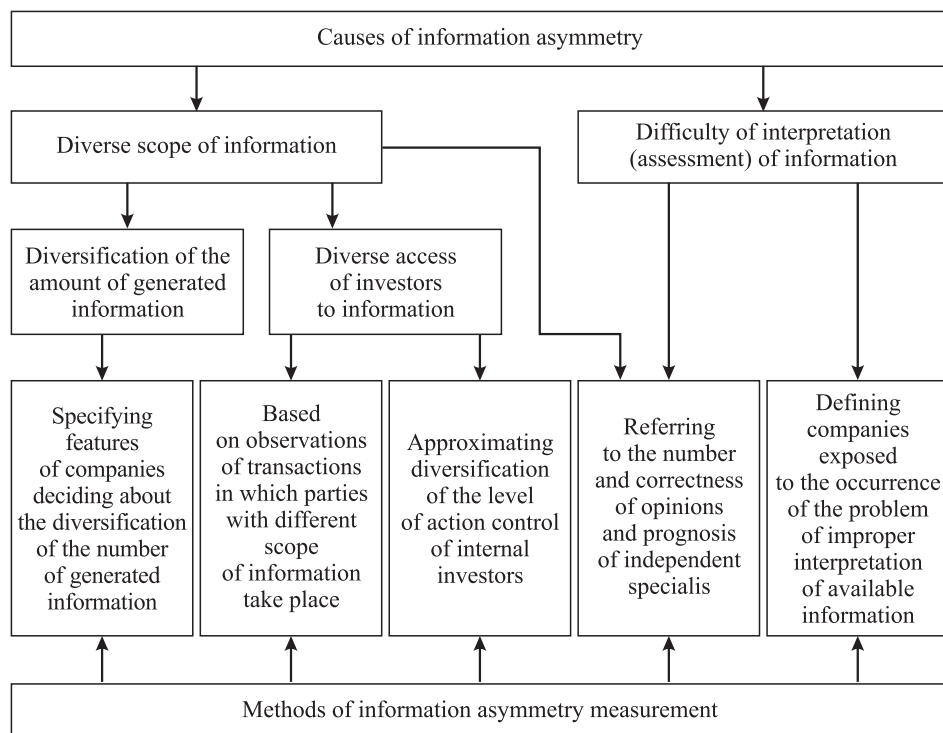 Causes of information asymmetry
Diverse scope of information
Difficulty of interpretation
(assessment) of information
Diversification of the
amount of generated
information
Diverse access
of investors
to information
Specifying
features
of companies
deciding about
the diversification
of the number
of generated
information
Based
on observations
of transactions
in which parties
with different
scope
of information
take place
Approximating
diversification
of the level
of action control
of internal
investors
Referring
to the number
and correctness
of opinions
and prognosis
of independent
specialis
Defining
companies
exposed
to the occurrence
of the problem
of improper
interpretation
of available
information
Methods of information asymmetry measurement